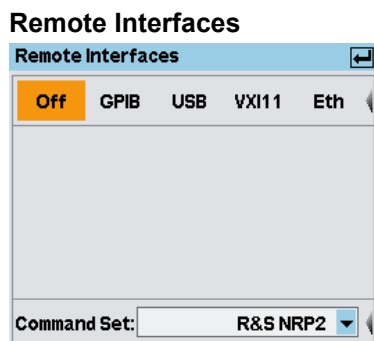 Remote Interfaces
Remote Interfaces
Off GPIB USB VXI11 Eth
Command Set: R&S NRP2